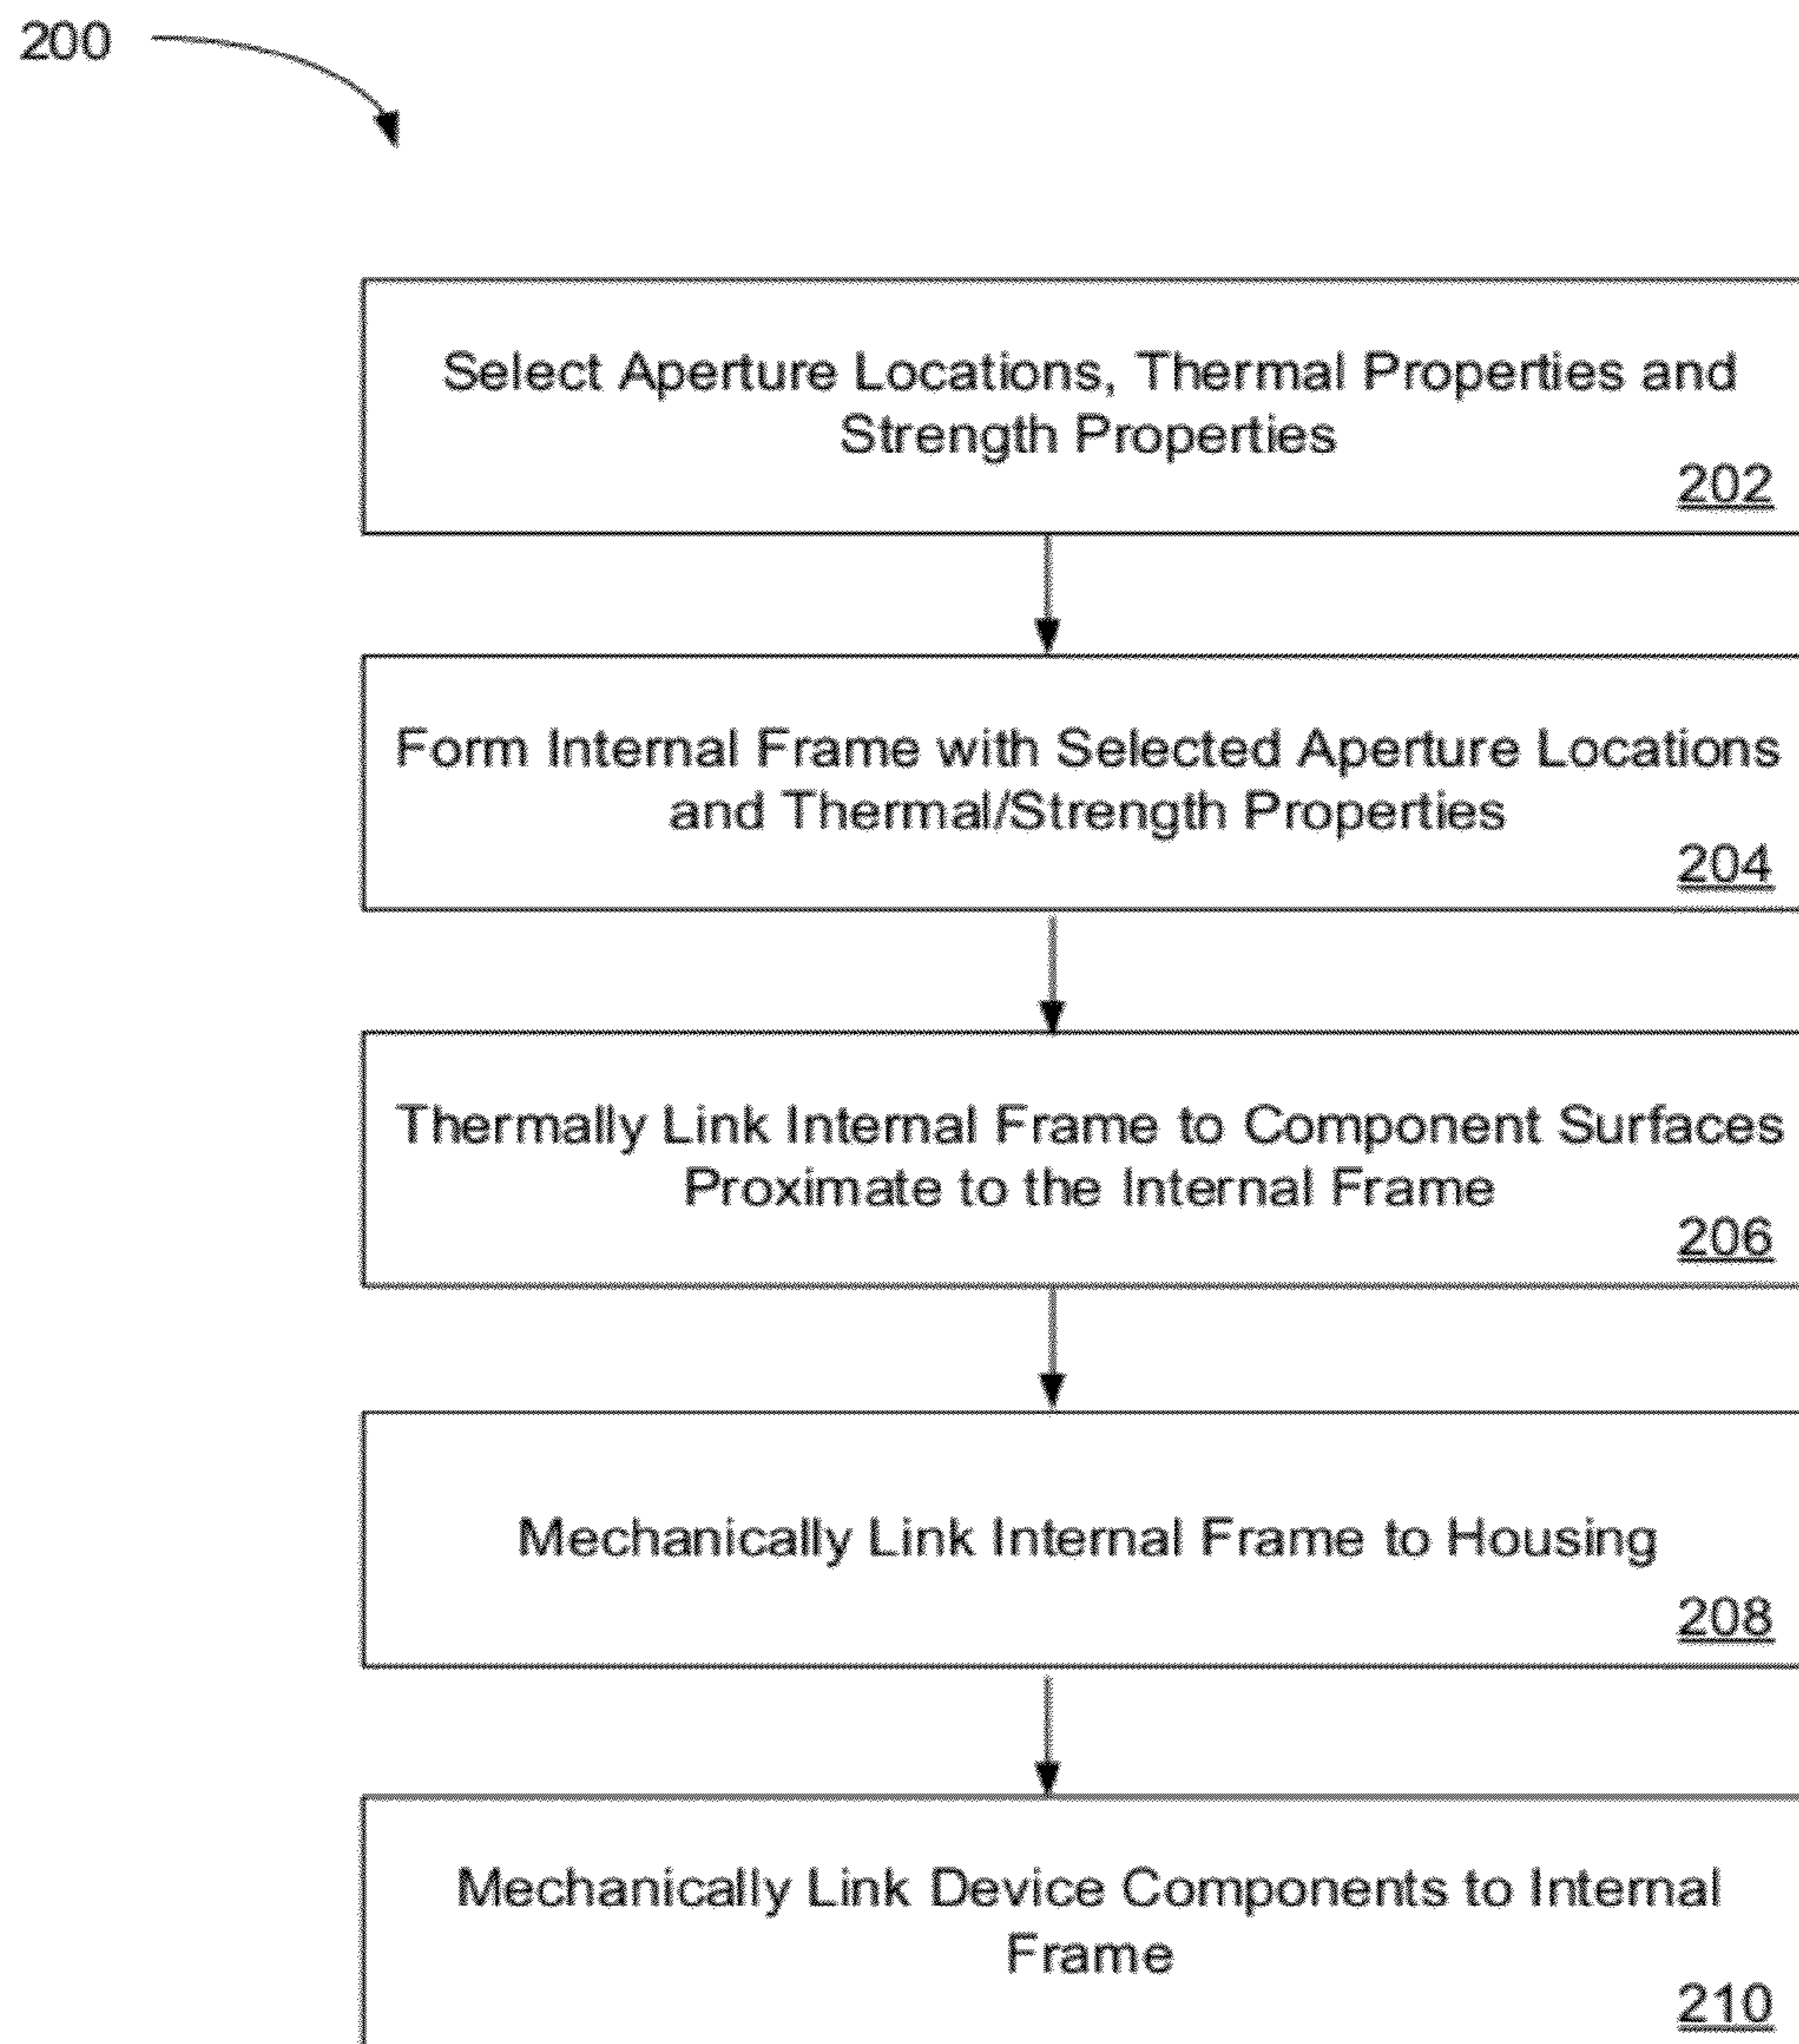 200
Select Aperture Locations, Thermal Properties and
Strength Properties
202
Form Internal Frame with Selected Aperture Locations
and Thermal/Strength Properties
204
Thermally Link Internal Frame to Component Surfaces
Proximate to the Internal Frame
206
Mechanically Link Internal Frame to Housing
208
Mechanically Link Device Components to Internal
Frame
210